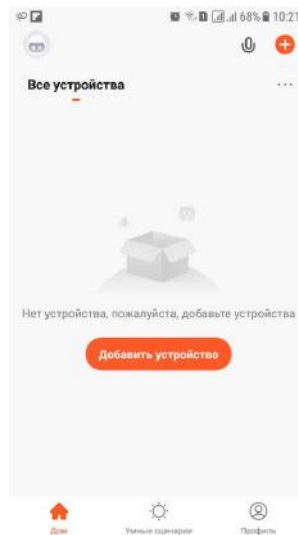 68% 10:21
Все устройства
Нет устройства, пожалуйста, добавьте устройства
Добавить устройство
Дом
Умные сценарии
Профиль